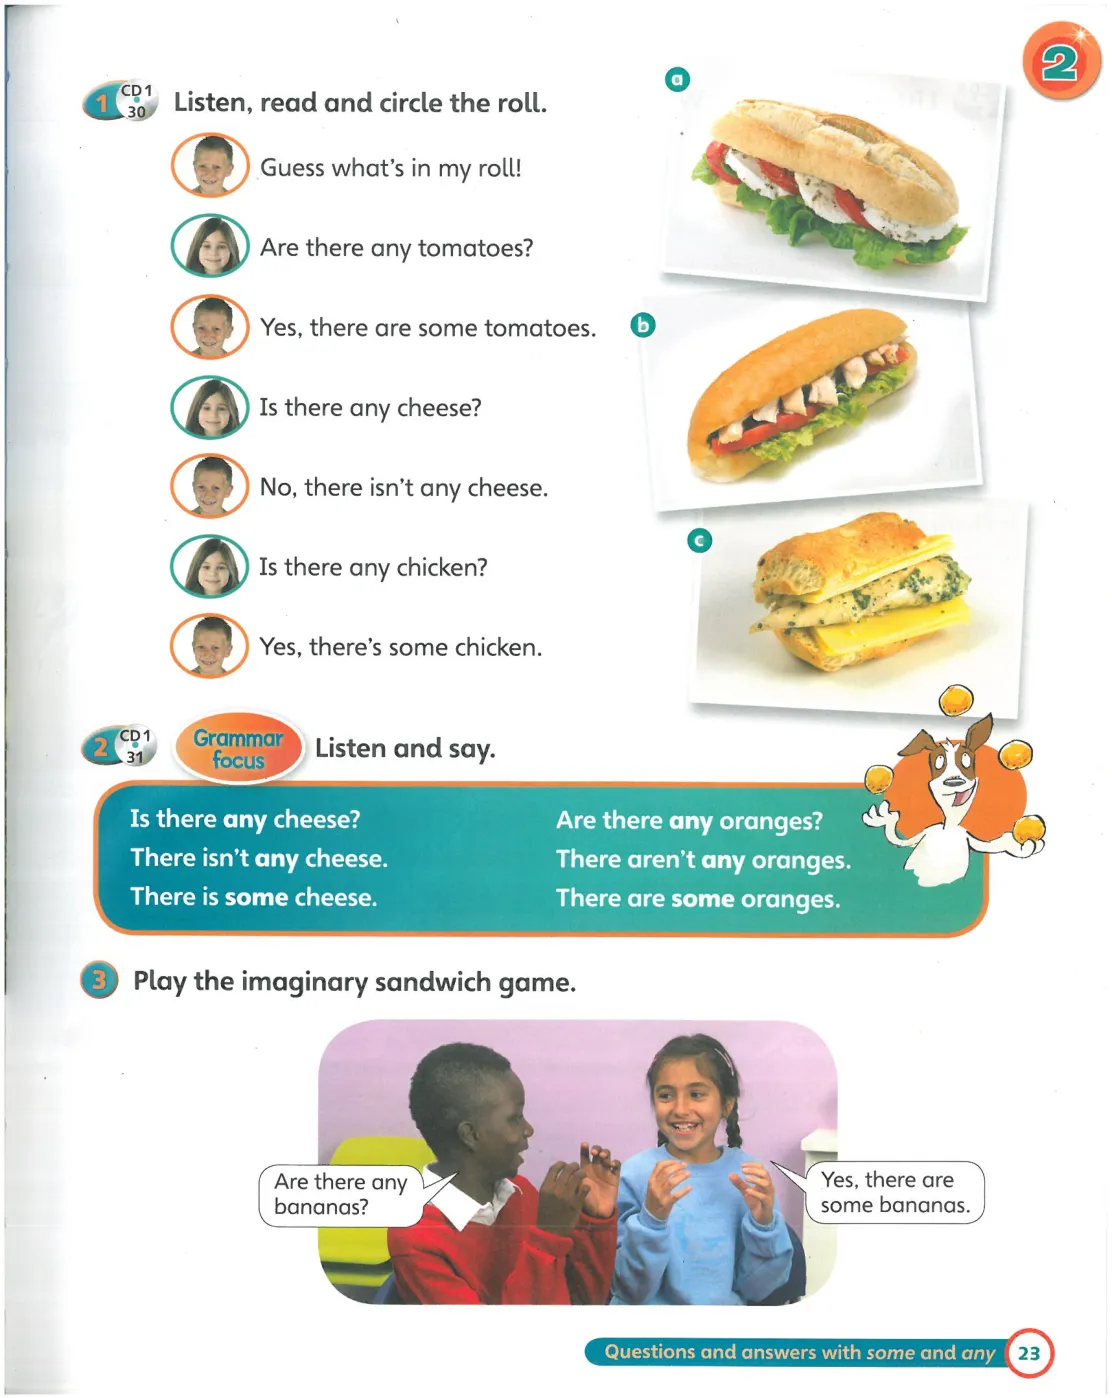 2
1 CD1 30 Listen, read and circle the roll.
Guess what's in my roll!
Are there any tomatoes?
Yes, there are some tomatoes.
Is there any cheese?
No, there isn't any cheese.
Is there any chicken?
Yes, there's some chicken.
a
b
c
2 CD1 31 Grammar focus Listen and say.
Is there any cheese?
There isn't any cheese.
There is some cheese.
Are there any oranges?
There aren't any oranges.
There are some oranges.
3 Play the imaginary sandwich game.
Are there any
bananas?
Yes, there are
some bananas.
Questions and answers with some and any 23